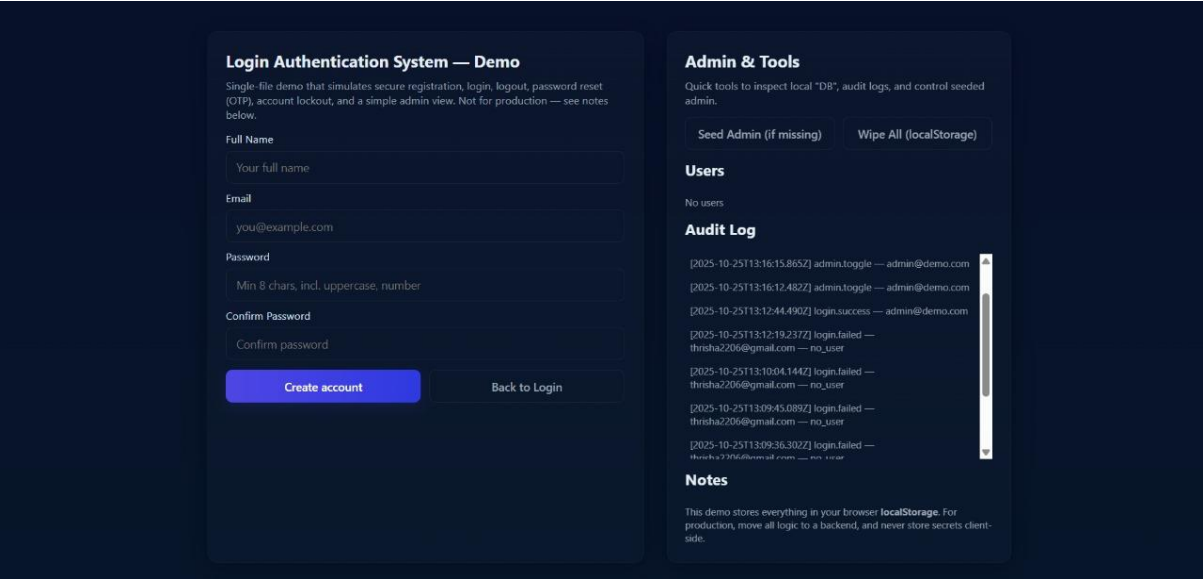 Login Authentication System — Demo
Single-file demo that simulates secure registration, login, logout, password reset
(OTP), account lockout, and a simple admin view. Not for production — see notes
below.
Full Name
Your full name
Email
you@example.com
Password
Min 8 chars, incl. uppercase, number
Confirm Password
Confirm password
Create account
Back to Login
Admin & Tools
Quick tools to inspect local "DB", audit logs, and control seeded
admin.
Seed Admin (if missing)
Wipe All (localStorage)
Users
No users
Audit Log
[2025-10-25T13:16:15.865Z] admin.toggle — admin@demo.com
[2025-10-25T13:16:12.482Z] admin.toggle — admin@demo.com
[2025-10-25T13:12:44.490Z] login.success — admin@demo.com
[2025-10-25T13:12:19.237Z] login.failed —
thrisha2206@gmail.com — no_user
[2025-10-25T13:10:04.144Z] login.failed —
thrisha2206@gmail.com — no_user
[2025-10-25T13:09:45.089Z] login.failed —
thrisha2206@gmail.com — no_user
[2025-10-25T13:09:36.302Z] login.failed —
thrisha2206@gmail.com — no_user
Notes
This demo stores everything in your browser localStorage. For
production, move all logic to a backend, and never store secrets client-
side.